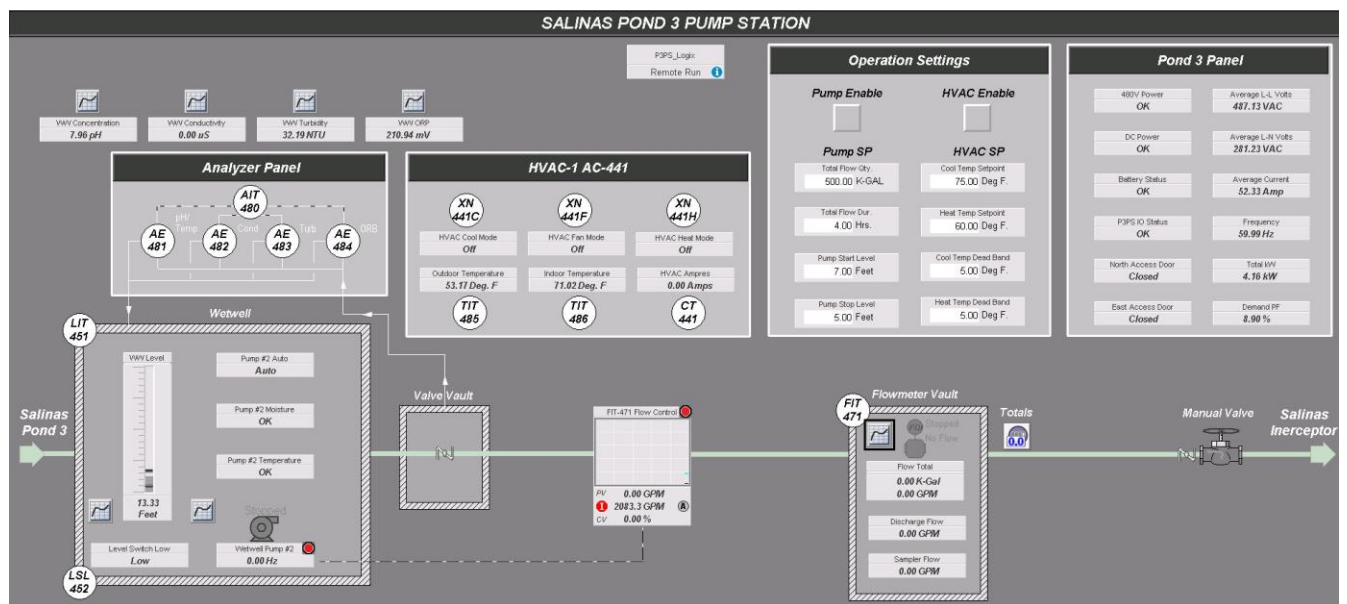 SALINAS POND 3 PUMP STATION
P3PS_Logix
Remote Run
WW Concentration
7.96 pH
WW Conductivity
0.00 uS
WW Turbidity
32.19 NTU
WW ORP
210.94 mV
Analyzer Panel
AIT
480
pH/
Temp
Cond
Turb
ORB
AE
481
AE
482
AE
483
AE
484
HVAC-1 AC-441
XN
441C
XN
441F
XN
441H
HVAC Cool Mode
Off
HVAC Fan Mode
Off
HVAC Heat Mode
Off
Outdoor Temperature
53.17 Deg. F
Indoor Temperature
71.02 Deg. F
HVAC Ampres
0.00 Amps
TIT
485
TIT
486
CT
441
Operation Settings
Pump Enable
HVAC Enable
Pump SP
HVAC SP
Total Flow Qty.
500.00 K-GAL
Cool Temp Setpoint
75.00 Deg F.
Total Flow Dur.
4.00 Hrs.
Heat Temp Setpoint
60.00 Deg F.
Pump Start Level
7.00 Feet
Cool Temp Dead Band
5.00 Deg F.
Pump Stop Level
5.00 Feet
Heat Temp Dead Band
5.00 Deg F.
Pond 3 Panel
480V Power
OK
Average L-L Volts
487.13 VAC
DC Power
OK
Average L-N Volts
281.23 VAC
Battery Status
OK
Average Current
52.33 Amp
P3PS IO Status
OK
Frequency
59.99 Hz
North Access Door
Closed
Total kW
4.16 kW
East Access Door
Closed
Demand PF
8.90 %
Wetwell
LIT
451
WW Level
13.33
Feet
Pump #2 Auto
Auto
Pump #2 Moisture
OK
Pump #2 Temperature
OK
Stopped
Level Switch Low
Low
Wetwell Pump #2
0.00 Hz
LSL
452
Salinas
Pond 3
Valve Vault
FIT-471 Flow Control
PV 0.00 GPM
2083.3 GPM
A
CV 0.00 %
FIT
471
Flowmeter Vault
Stopped
No Flow
Flow Total
0.00 K-Gal
0.00 GPM
Discharge Flow
0.00 GPM
Sampler Flow
0.00 GPM
Totals
0.0
Manual Valve
Salinas
Inerceptor